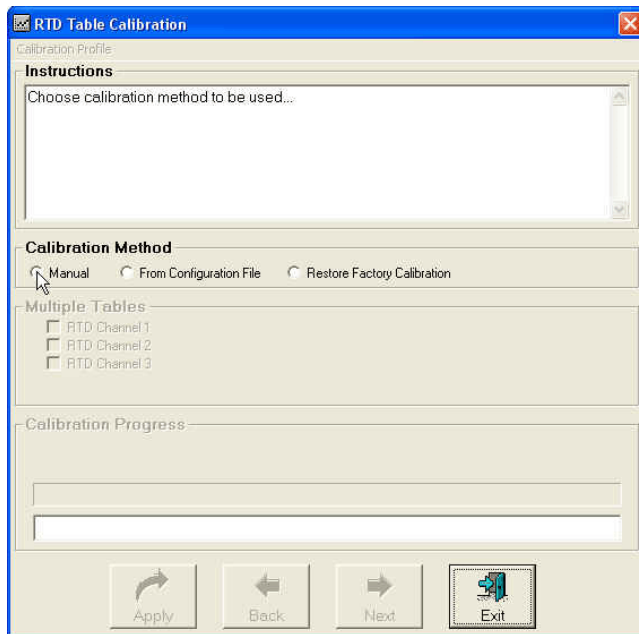 RTD Table Calibration
Calibration Profile
Instructions
Choose calibration method to be used...
Calibration Method
Manual From Configuration File Restore Factory Calibration
Multiple Tables
RTD Channel 1
RTD Channel 2
RTD Channel 3
Calibration Progress
Apply Back Next Exit